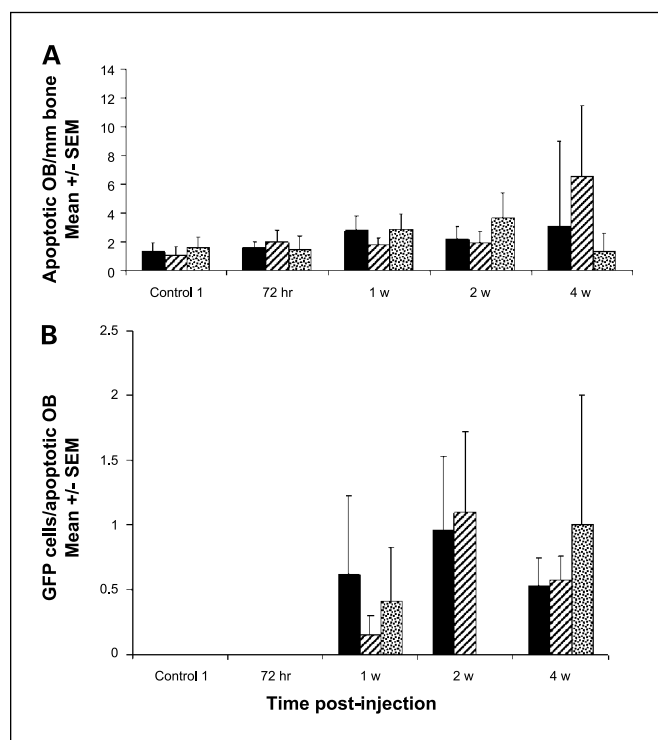 A
Apoptotic OB/mm bone
Mean +/- SEM
14
12
10
8
6
4
2
0
Control 1 72 hr 1 w 2 w 4 w
B
GFP cells/apoptotic OB
Mean +/- SEM
2.5
2
1.5
1
0.5
0
Control 1 72 hr 1 w 2 w 4 w
Time post-injection